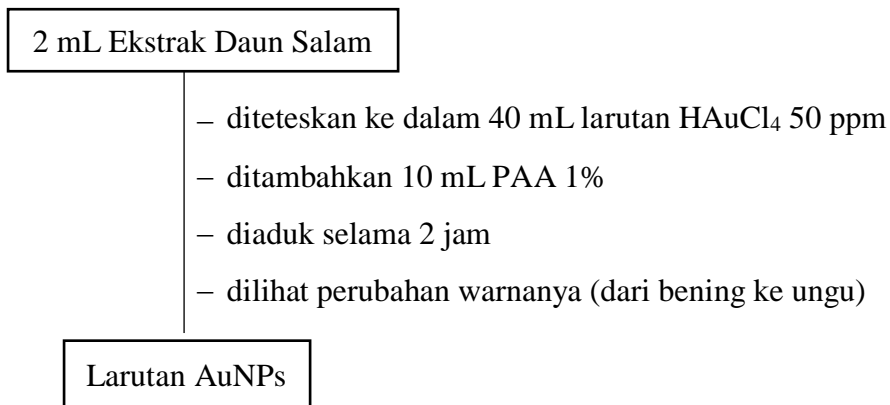 2 mL Ekstrak Daun Salam
– diteteskan ke dalam 40 mL larutan HAuCl₄ 50 ppm
– ditambahkan 10 mL PAA 1%
– diaduk selama 2 jam
– dilihat perubahan warnanya (dari bening ke ungu)
Larutan AuNPs